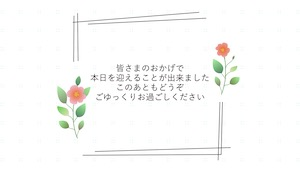 皆さまのおかげで
本日を迎えることが出来ました
このあともどうぞ
ごゆっくりお過ごしください